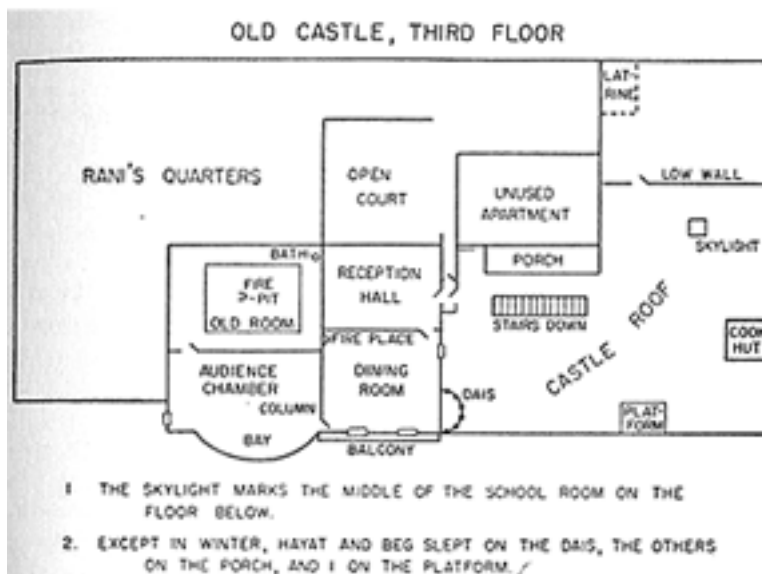 OLD CASTLE, THIRD FLOOR
LAT-
RINE
RANI'S QUARTERS
OPEN
COURT
UNUSED
APARTMENT
LOW WALL
SKYLIGHT
BATH
PORCH
FIRE
PIT
OLD ROOM
RECEPTION
HALL
STAIRS DOWN
CASTLE ROOF
COOK
HUT
FIRE PLACE
AUDIENCE
CHAMBER
DINING
ROOM
COLUMN
DAIS
PLAT-
FORM
BAY
BALCONY
1 THE SKYLIGHT MARKS THE MIDDLE OF THE SCHOOL ROOM ON THE
FLOOR BELOW.
2. EXCEPT IN WINTER, HAYAT AND BEG SLEPT ON THE DAIS, THE OTHERS
ON THE PORCH, AND I ON THE PLATFORM.